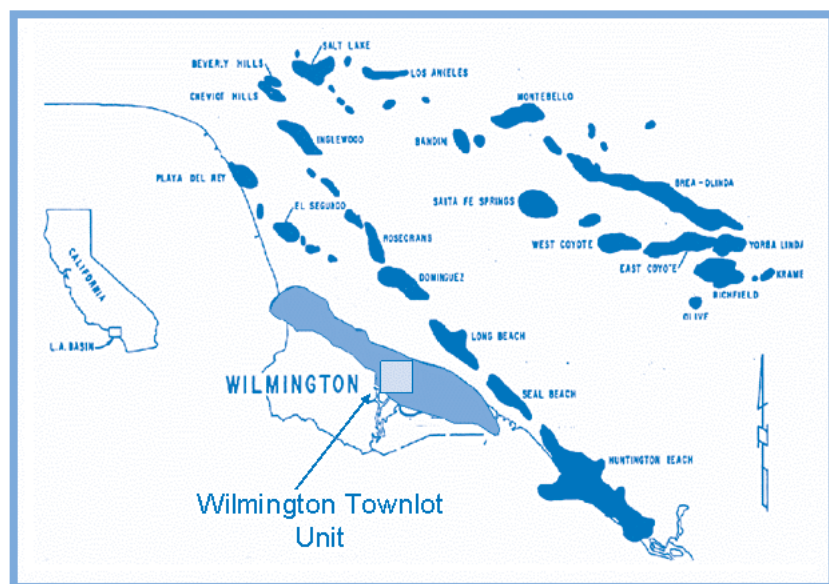 SALT LAKE
BEVERLY HILLS
LOS ANGELES
CHEVIOT HILLS
MONTEBELLO
INGLEWOOD
BANDINI
PLAYA DEL REY
BREA-OLINDA
EL SEGUNDO
SANTA FE SPRINGS
ROSECRANS
WEST COYOTE
YORBA LINDA
EAST COYOTE
CALIFORNIA
DOMINGUEZ
KRAME
RICHFIELD
OLIVE
LONG BEACH
L.A. BASIN
WILMINGTON
SEAL BEACH
HUNTINGTON BEACH
Wilmington Townlot
Unit